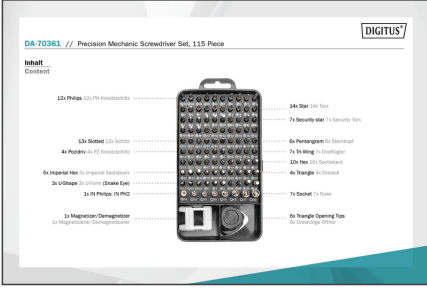 DIGITUS®
DA-70361 // Precision Mechanic Screwdriver Set, 115 Piece
Inhalt
Content
12x Philips 12x PH Kreuzschlitz
13x Slotted 13x Schlitz
4x Pozidriv 4x PZ Kreuzschlitz
5x Imperial Hex 5x Imperial Sechskant
3x U-Shape 3x U-Form (Snake Eye)
1x IN Philips: IN PH2
1x Magnetizer/Demagnetizer
1x Magnetisierer/Demagnetisierer
14x Star 14x Torx
7x Security star 7x Security Torx
6x Pentangram 6x Sternkopf
7x Tri-Wing 7x Dreiflügler
10x Hex 10x Sechskant
4x Triangle 4x Dreieck
7x Socket 7x Nuss
6x Triangle Opening Tips
6x Dreieckige Öffner